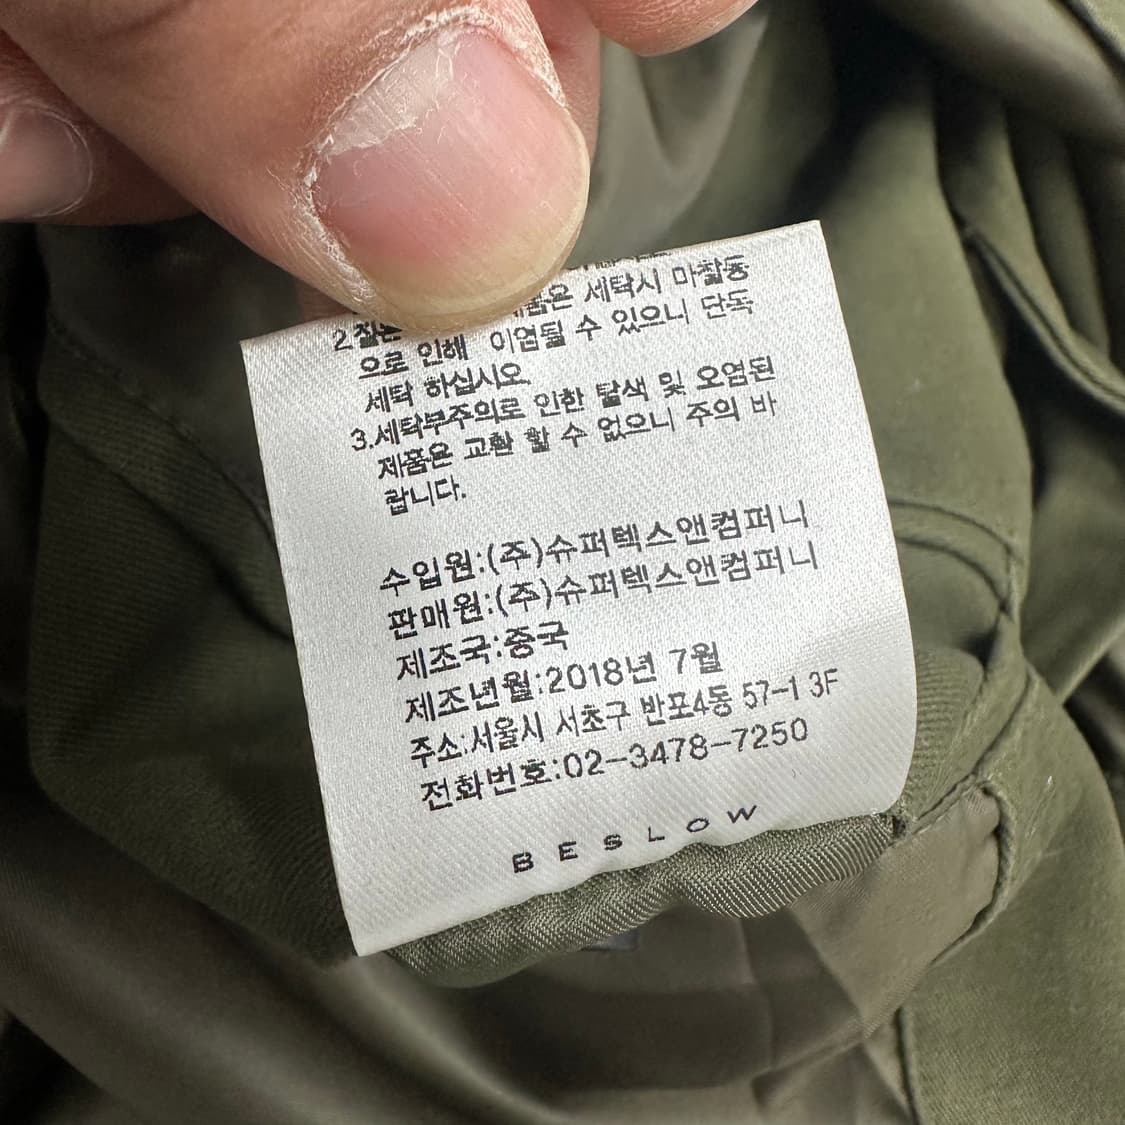 2.짙은 제품은 세탁시 마찰등
으로 인해 이염될 수 있으니 단독
세탁 하십시오.
3.세탁부주의로 인한 탈색 및 오염된
제품은 교환 할 수 없으니 주의 바
랍니다.
수입원:(주)슈퍼텍스앤컴퍼니
판매원:(주)슈퍼텍스앤컴퍼니
제조국:중국
제조년월:2018년 7월
주소:서울시 서초구 반포4동 57-1 3F
전화번호:02-3478-7250
BESLOW